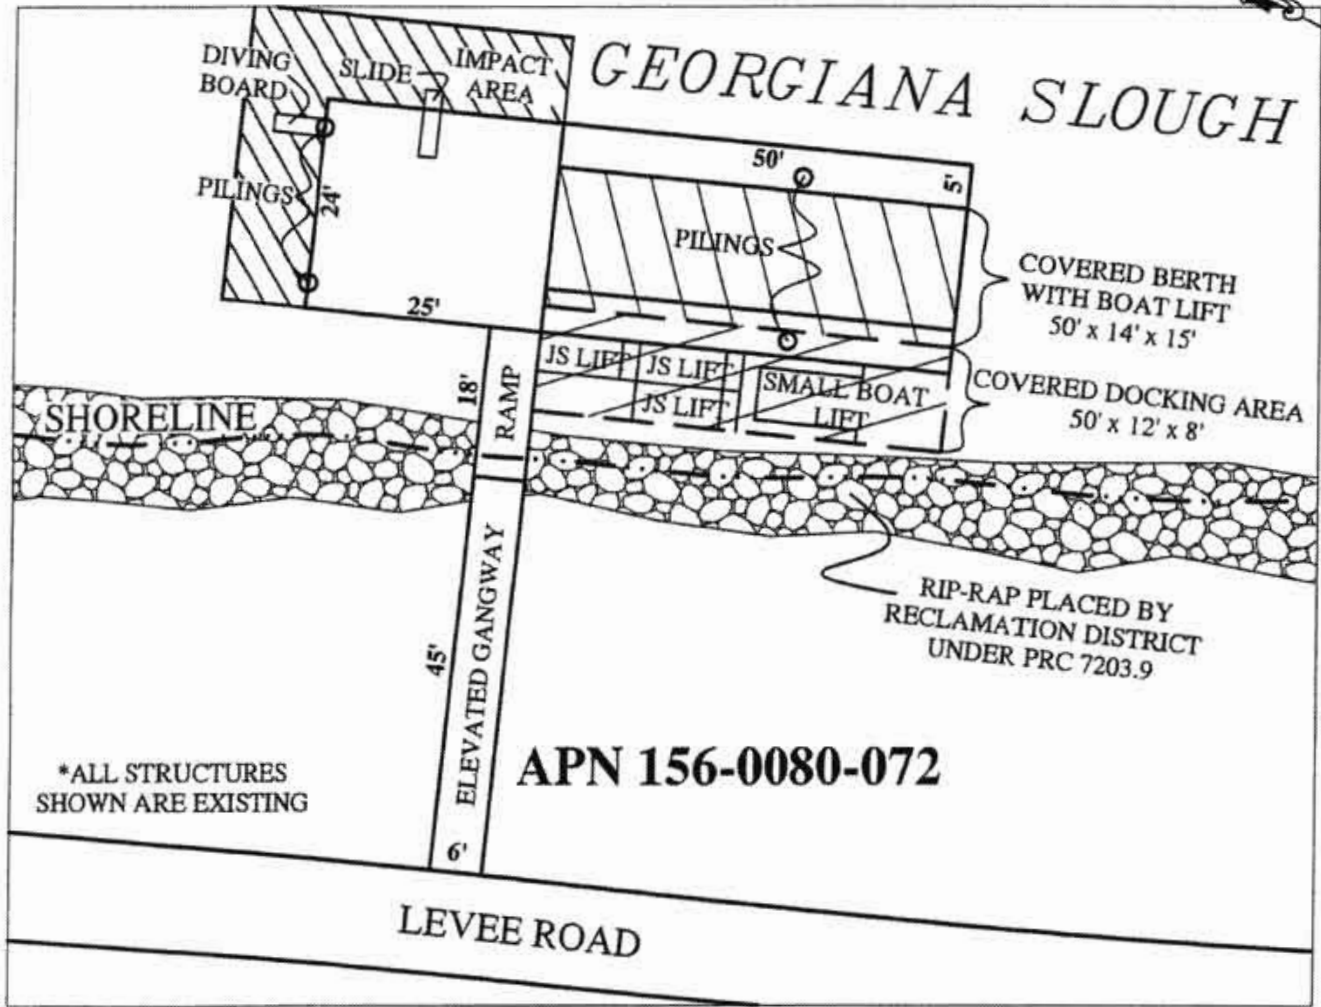 GEORGIANA SLOUGH
DIVING
BOARD
SLIDE
IMPACT
AREA
PILINGS
24'
25'
50'
5'
PILINGS
COVERED BERTH
WITH BOAT LIFT
50' x 14' x 15'
JS LIFT
JS LIFT
JS LIFT
SMALL BOAT
LIFT
COVERED DOCKING AREA
50' x 12' x 8'
18'
RAMP
SHORELINE
RIP-RAP PLACED BY
RECLAMATION DISTRICT
UNDER PRC 7203.9
45'
ELEVATED GANGWAY
6'
APN 156-0080-072
*ALL STRUCTURES
SHOWN ARE EXISTING
LEVEE ROAD